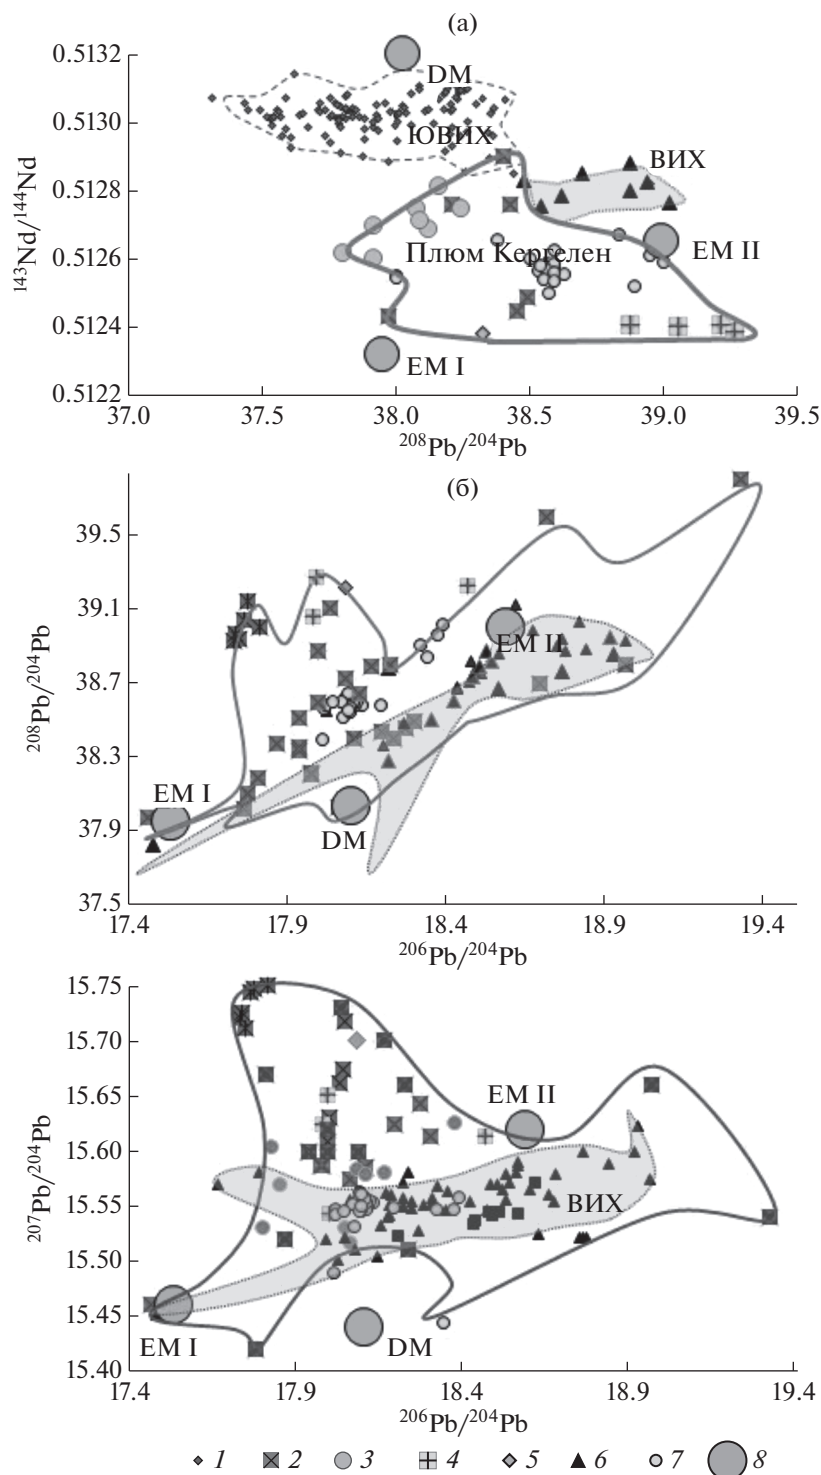 (а)
0.5132
DM
0.5130
ЮВИХ
ВИХ
0.5128
143Nd/144Nd
0.5126
Плюм Кергелен
EM II
0.5124
EM I
0.5122
37.0 37.5 38.0 38.5 39.0 39.5
208Pb/204Pb
(б)
39.5
39.1
EM II
38.7
208Pb/204Pb
38.3
EM I
37.9
DM
37.5
17.4 17.9 18.4 18.9 19.4
206Pb/204Pb
15.75
15.70
15.65
EM II
15.60
207Pb/204Pb
15.55
ВИХ
15.50
15.45
EM I
DM
15.40
17.4 17.9 18.4 18.9 19.4
206Pb/204Pb
1 2 3 4 5 6 7 8